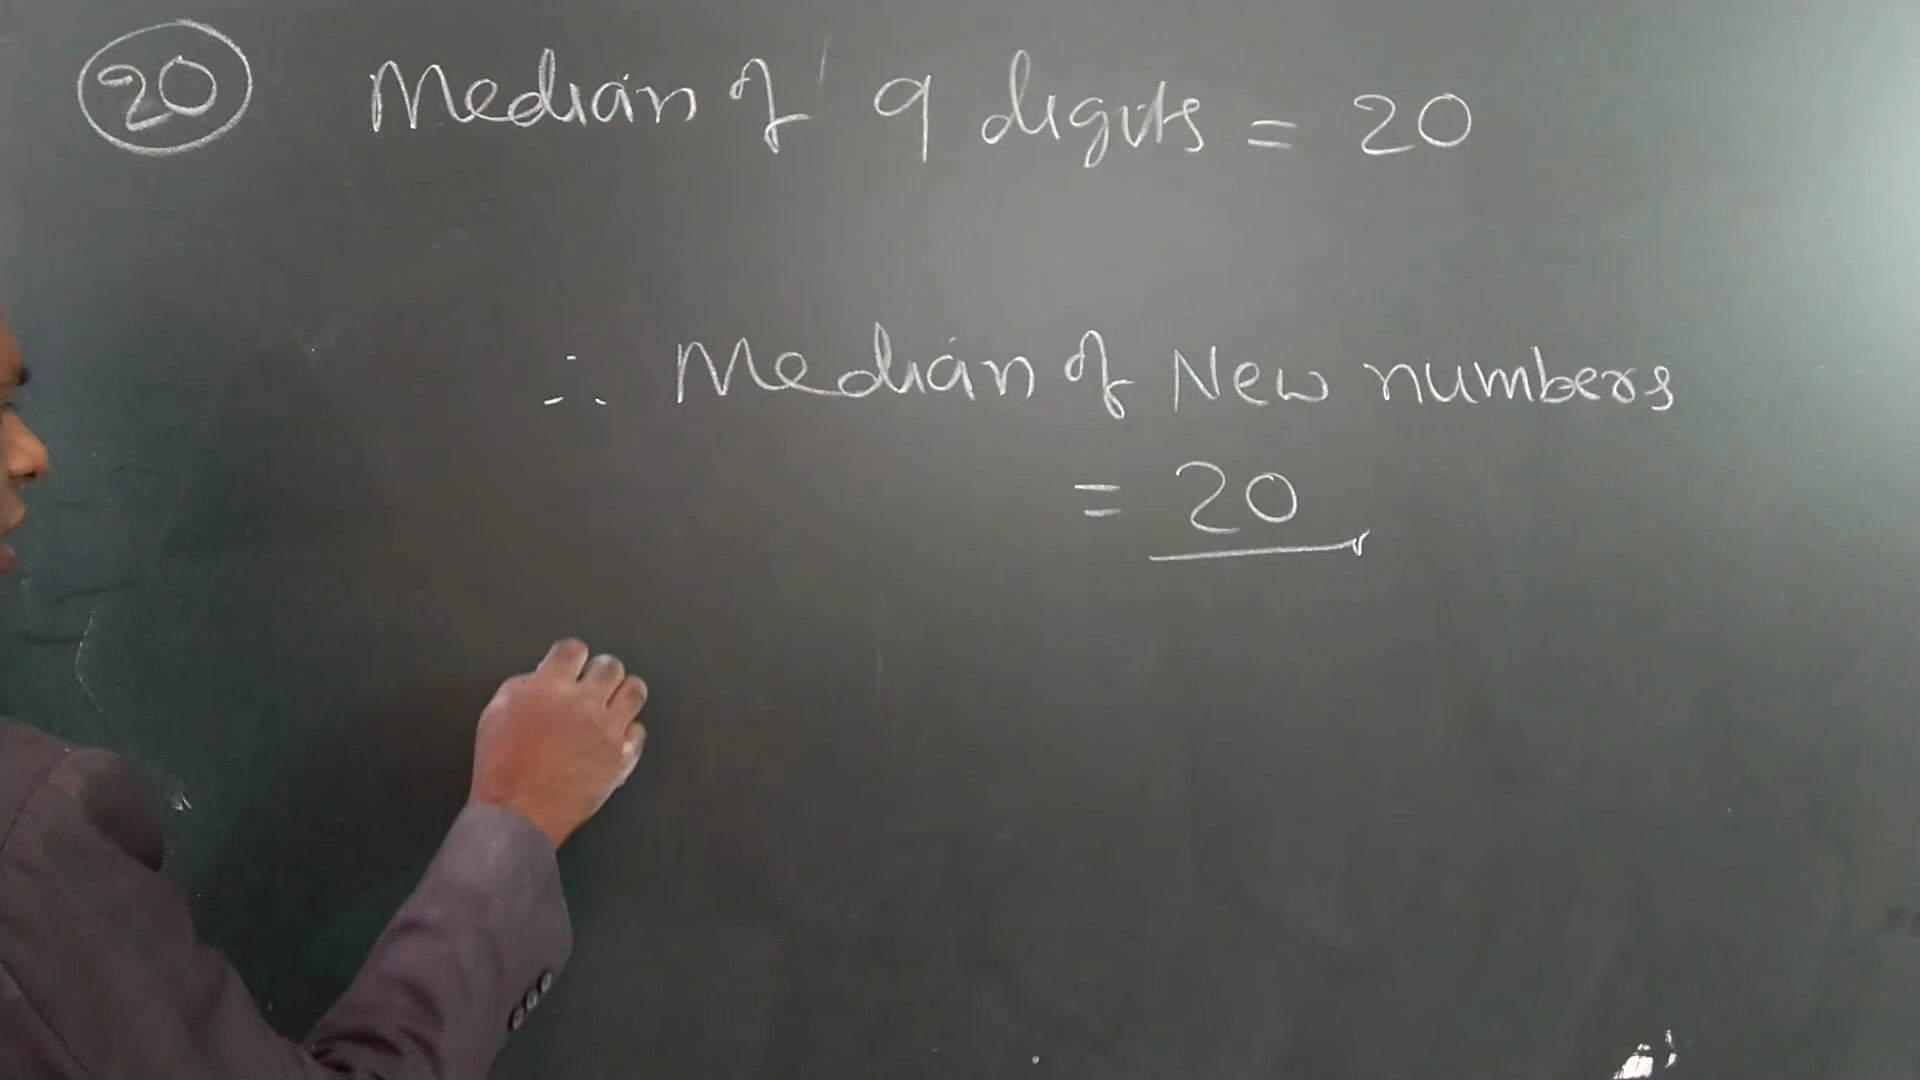 20 Median of 9 digits = 20
∴ Median of New numbers
= 20